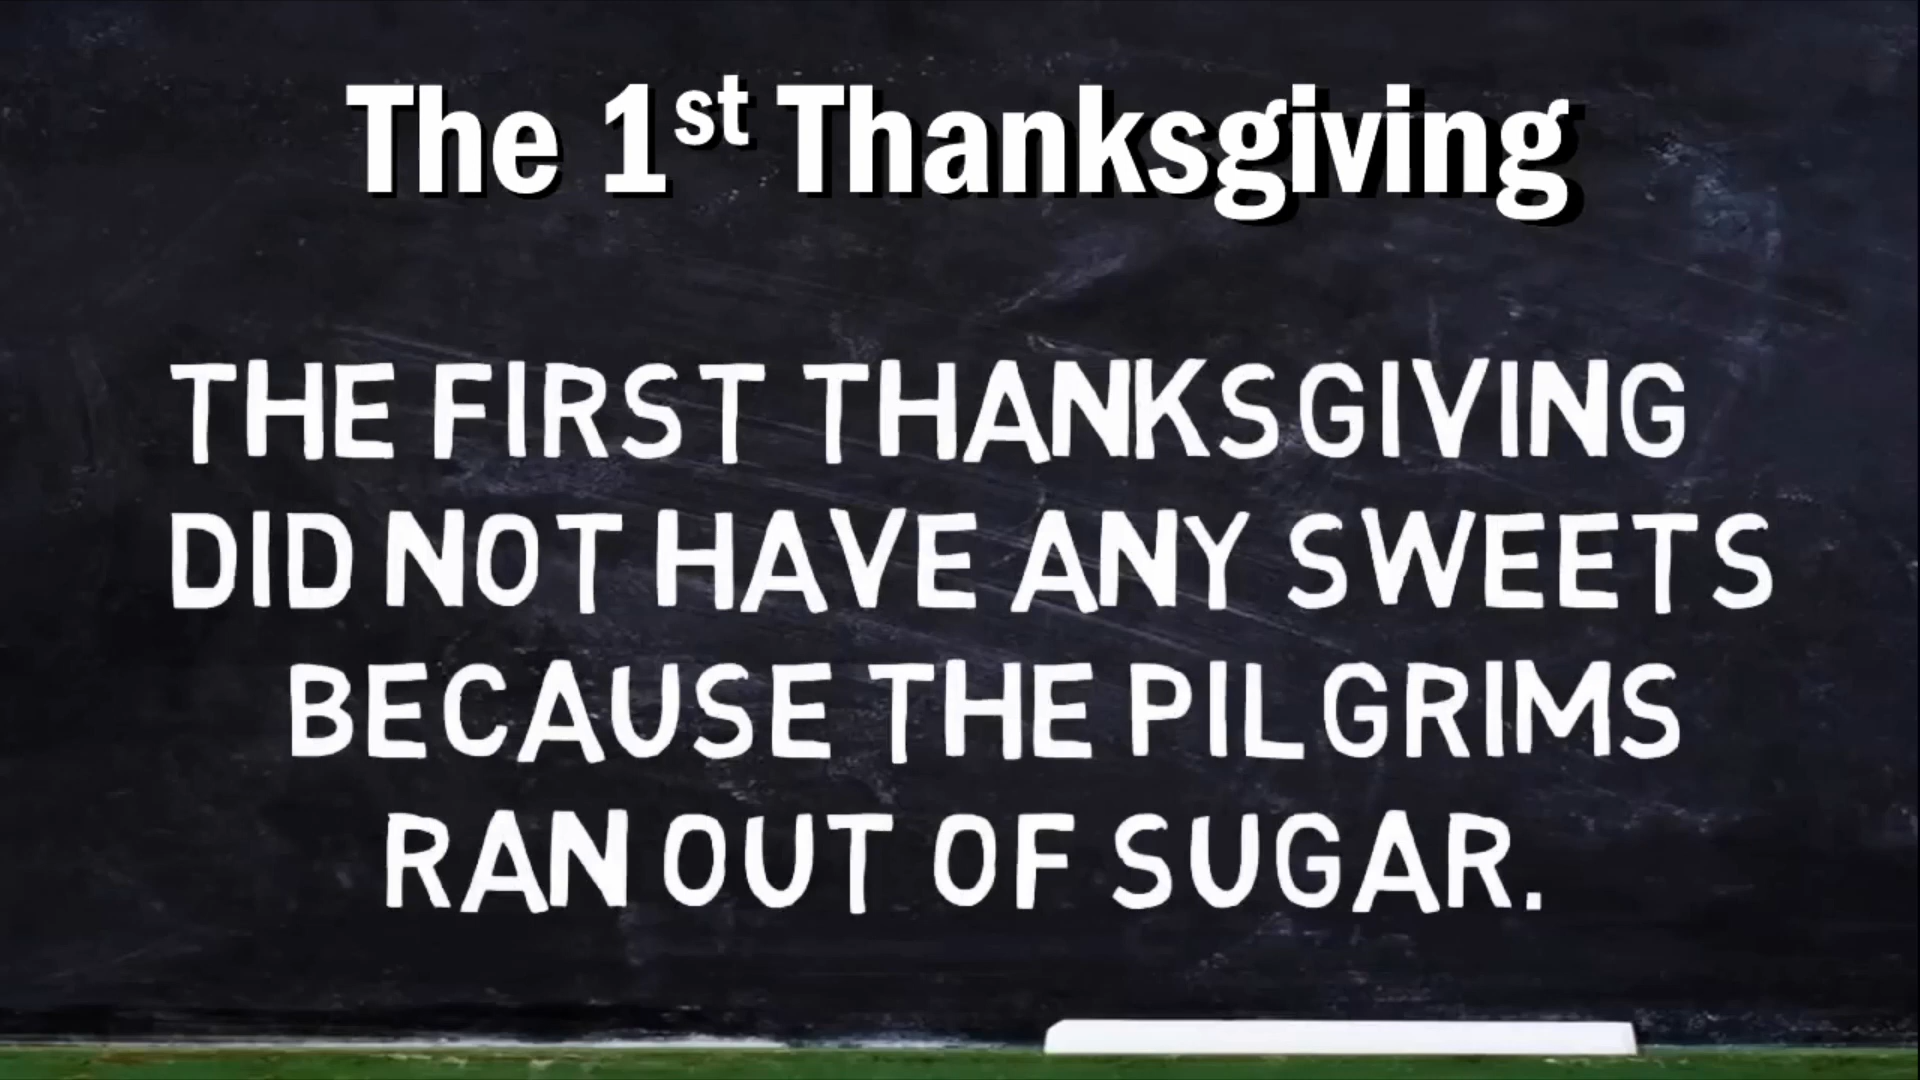 The 1st Thanksgiving
THE FIRST THANKSGIVING
DID NOT HAVE ANY SWEETS
BECAUSE THE PILGRIMS
RAN OUT OF SUGAR.